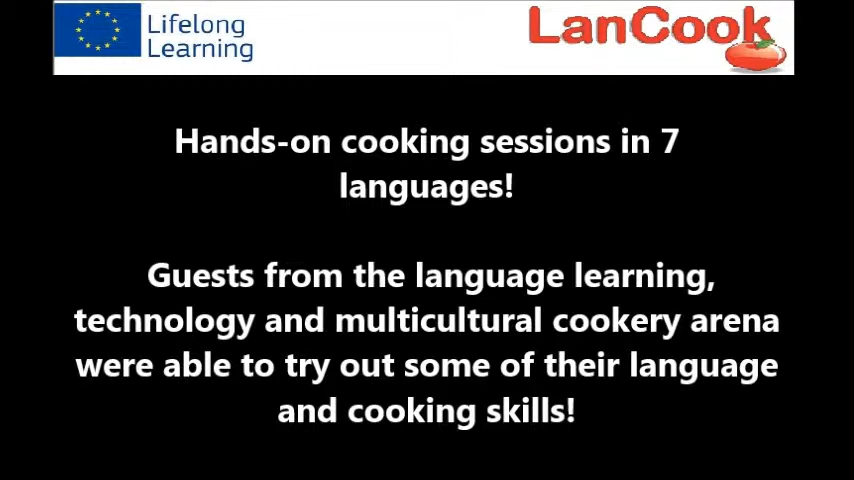 Lifelong
Learning
LanCook
Hands-on cooking sessions in 7
languages!
Guests from the language learning,
technology and multicultural cookery arena
were able to try out some of their language
and cooking skills!